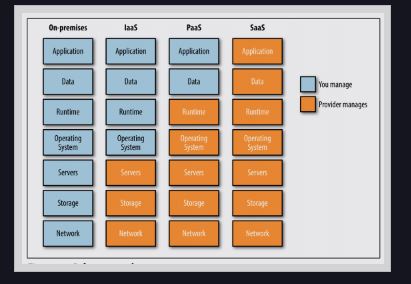 On-premises IaaS PaaS SaaS
Application Application Application Application
Data Data Data Data
You manage
Runtime Runtime Runtime Runtime
Provider manages
Operating Operating Operating Operating
System System System System
Servers Servers Servers Servers
Storage Storage Storage Storage
Network Network Network Network